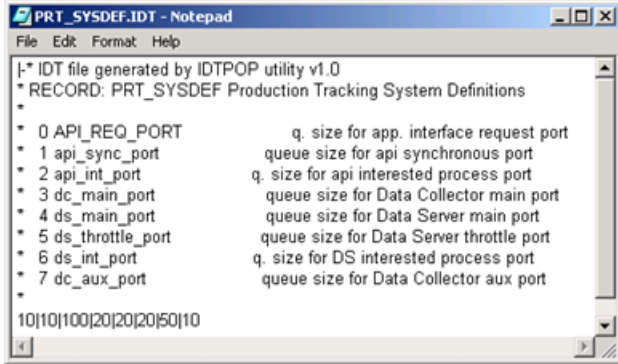 PRT_SYSDEF.IDT - Notepad
File Edit Format Help
|-* IDT file generated by IDTPOP utility v1.0
* RECORD: PRT_SYSDEF Production Tracking System Definitions
*
* 0 API_REQ_PORT q. size for app. interface request port
* 1 api_sync_port queue size for api synchronous port
* 2 api_int_port q. size for api interested process port
* 3 dc_main_port queue size for Data Collector main port
* 4 ds_main_port queue size for Data Server main port
* 5 ds_throttle_port queue size for Data Server throttle port
* 6 ds_int_port q. size for DS interested process port
* 7 dc_aux_port queue size for Data Collector aux port
*
10|10|100|20|20|20|50|10